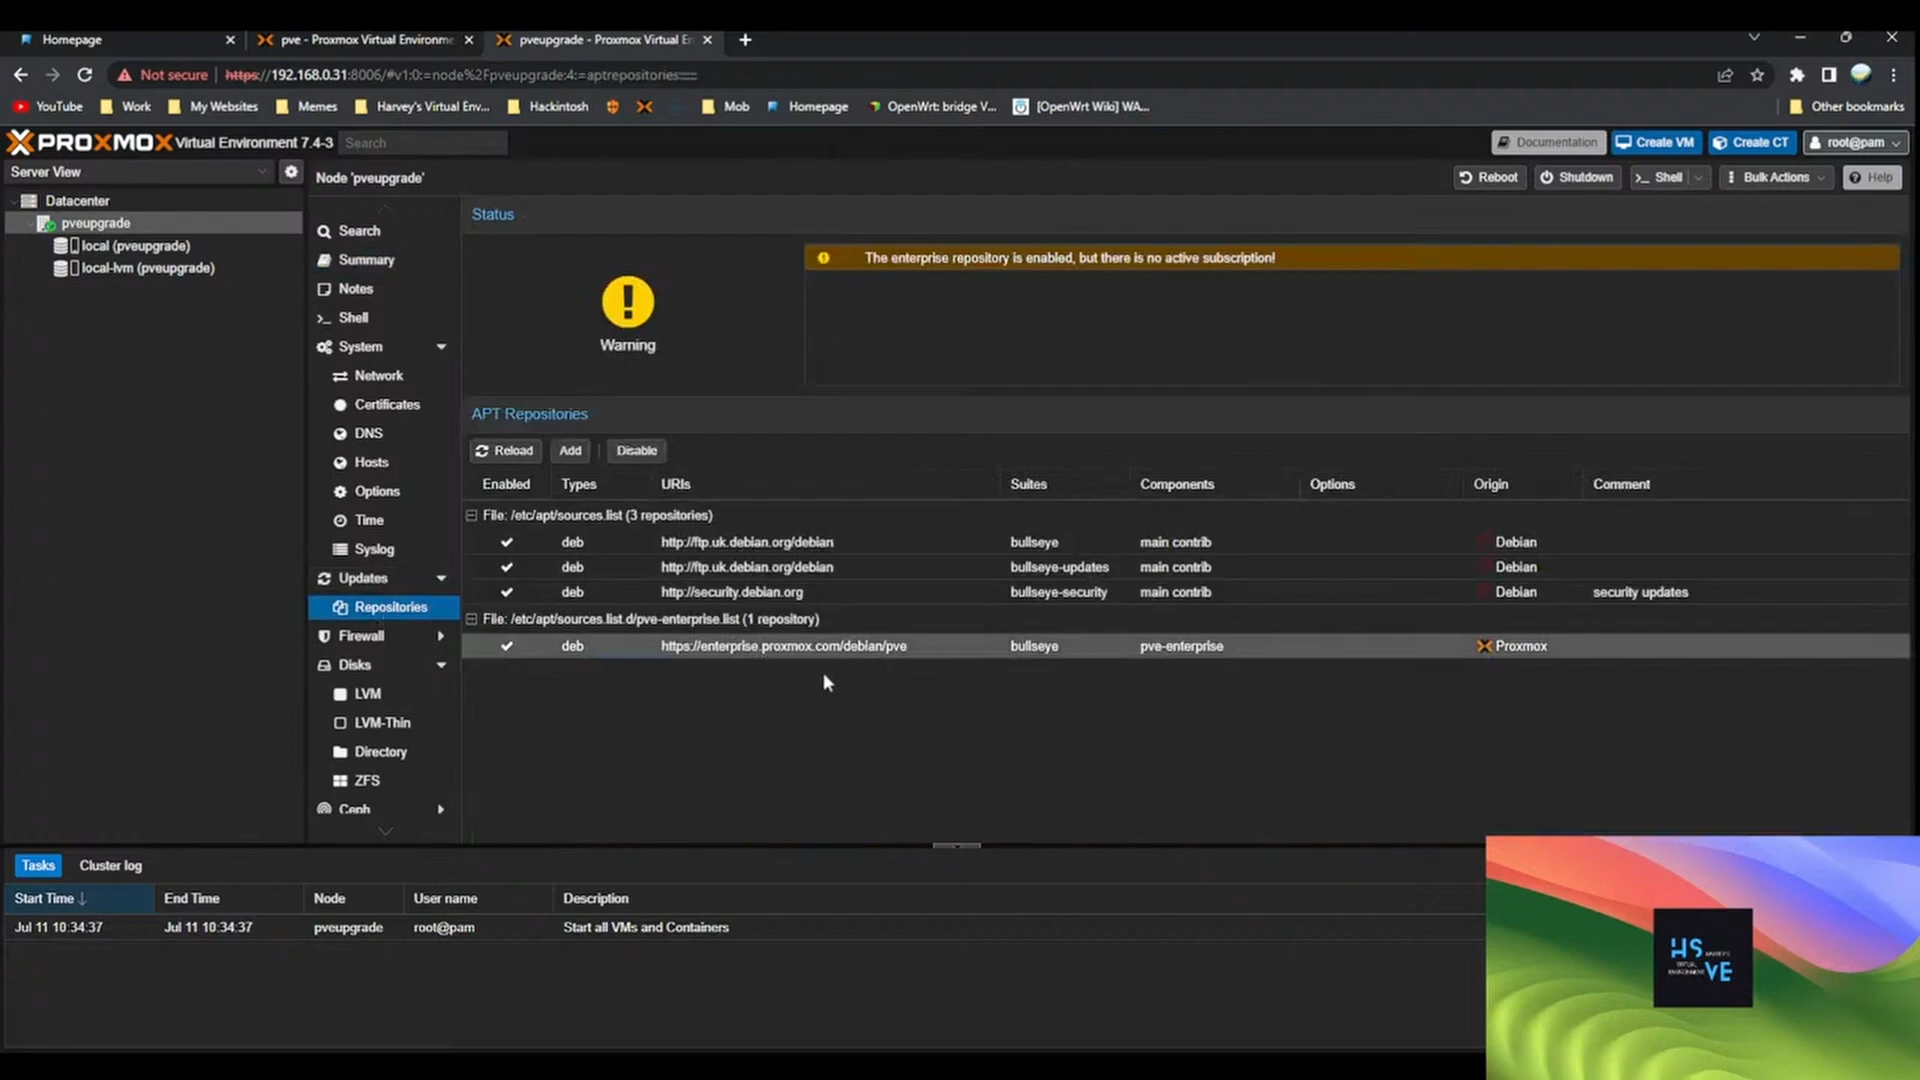 Homepage
pve - Proxmox Virtual Environme
pveupgrade - Proxmox Virtual Er
Not secure
https://192.168.0.31:8006/#v1:0:=node%2Fpveupgrade:4:=aptrepositories:::::
YouTube
Work
My Websites
Memes
Harvey's Virtual Env...
Hackintosh
Mob
Homepage
OpenWrt: bridge V...
[OpenWrt Wiki] WA...
Other bookmarks
PROXMOX Virtual Environment 7.4-3
Search
Documentation
Create VM
Create CT
root@pam
Server View
Node 'pveupgrade'
Reboot
Shutdown
Shell
Bulk Actions
Help
Datacenter
pveupgrade
local (pveupgrade)
local-lvm (pveupgrade)
Search
Summary
Notes
Shell
System
Network
Certificates
DNS
Hosts
Options
Time
Syslog
Updates
Repositories
Firewall
Disks
LVM
LVM-Thin
Directory
ZFS
Ceph
Status
Warning
The enterprise repository is enabled, but there is no active subscription!
APT Repositories
Reload
Add
Disable
Enabled Types URIs Suites Components Options Origin Comment
File: /etc/apt/sources.list (3 repositories)
deb http://ftp.uk.debian.org/debian bullseye main contrib Debian
deb http://ftp.uk.debian.org/debian bullseye-updates main contrib Debian
deb http://security.debian.org bullseye-security main contrib Debian security updates
File: /etc/apt/sources.list.d/pve-enterprise.list (1 repository)
deb https://enterprise.proxmox.com/debian/pve bullseye pve-enterprise Proxmox
Tasks
Cluster log
Start Time End Time Node User name Description
Jul 11 10:34:37 Jul 11 10:34:37 pveupgrade root@pam Start all VMs and Containers
HS
VE